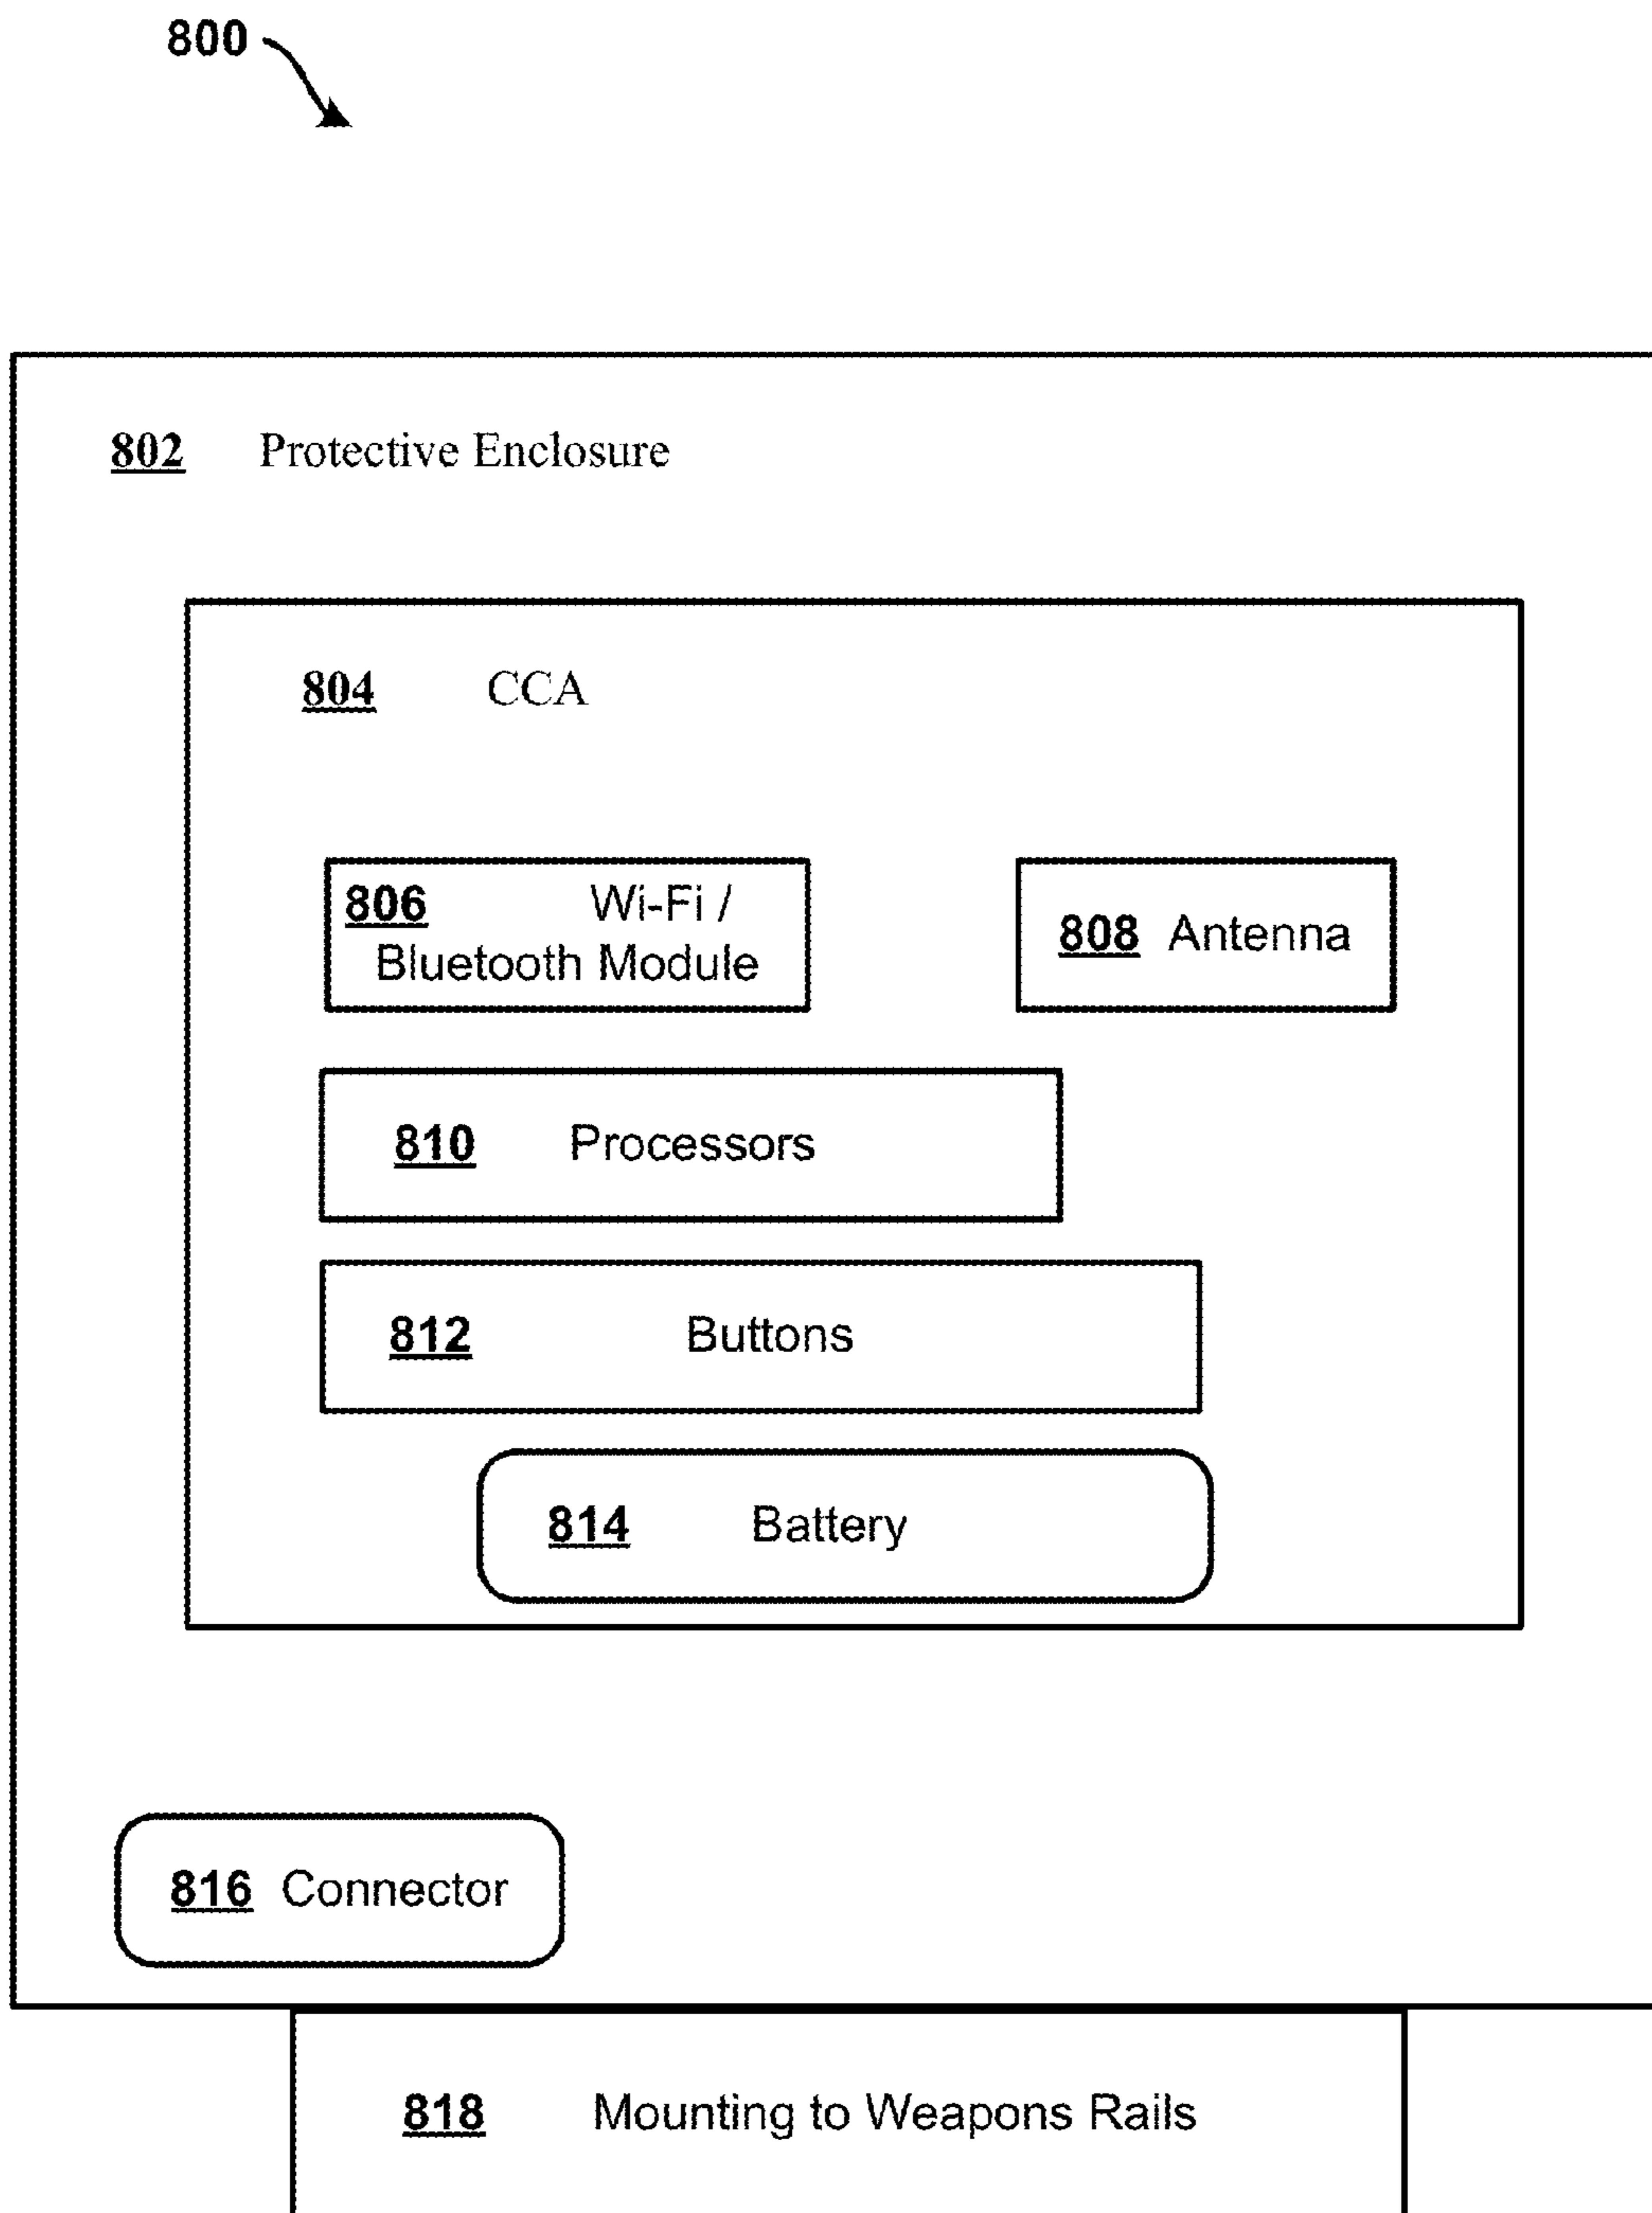 800
802 Protective Enclosure
804 CCA
806 Wi-Fi /
Bluetooth Module
808 Antenna
810 Processors
812 Buttons
814 Battery
816 Connector
818 Mounting to Weapons Rails